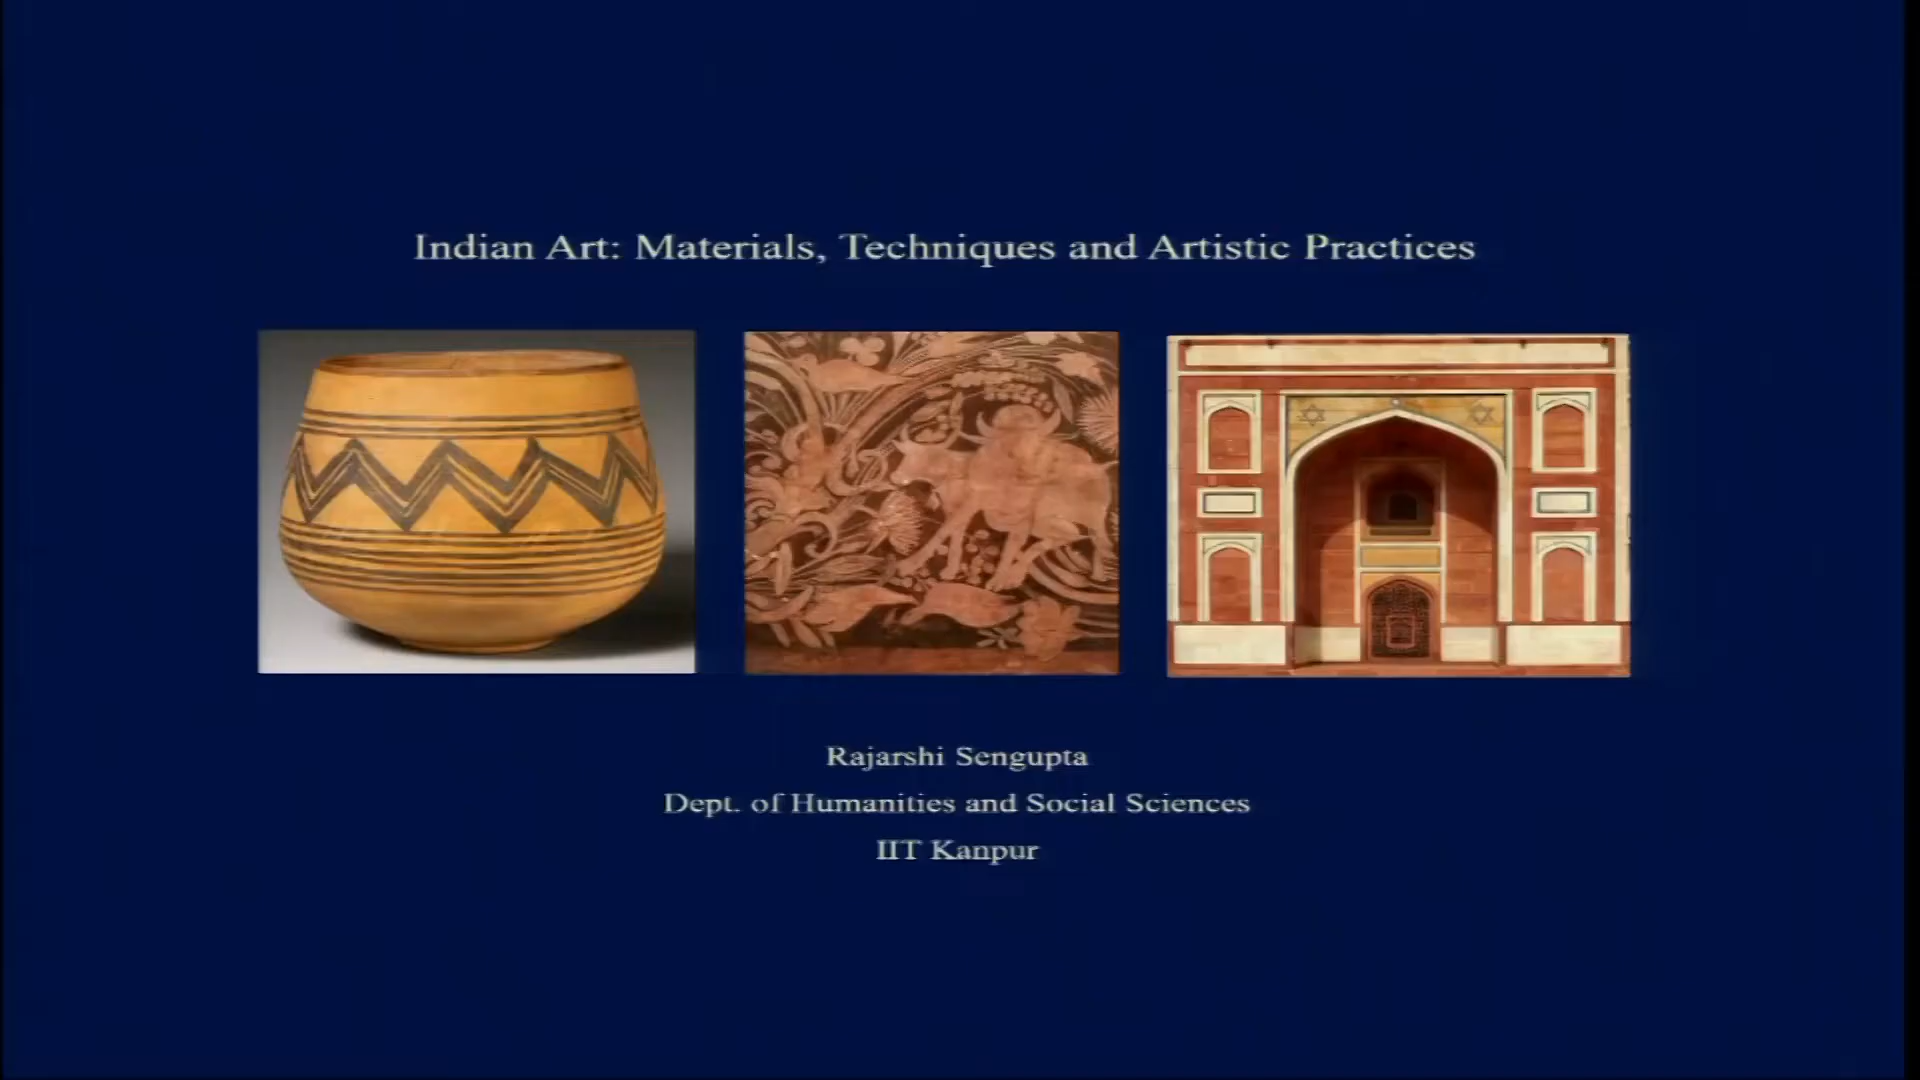 Indian Art: Materials, Techniques and Artistic Practices
Rajarshi Sengupta
Dept. of Humanities and Social Sciences
IIT Kanpur